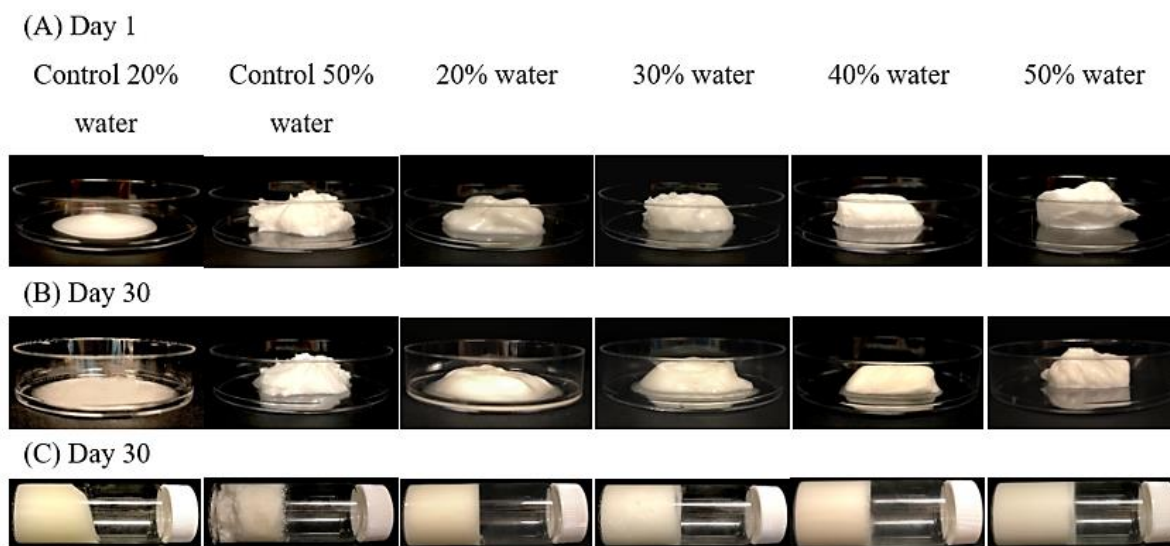 (A) Day 1
Control 20% water
Control 50% water
20% water
30% water
40% water
50% water
(B) Day 30
(C) Day 30